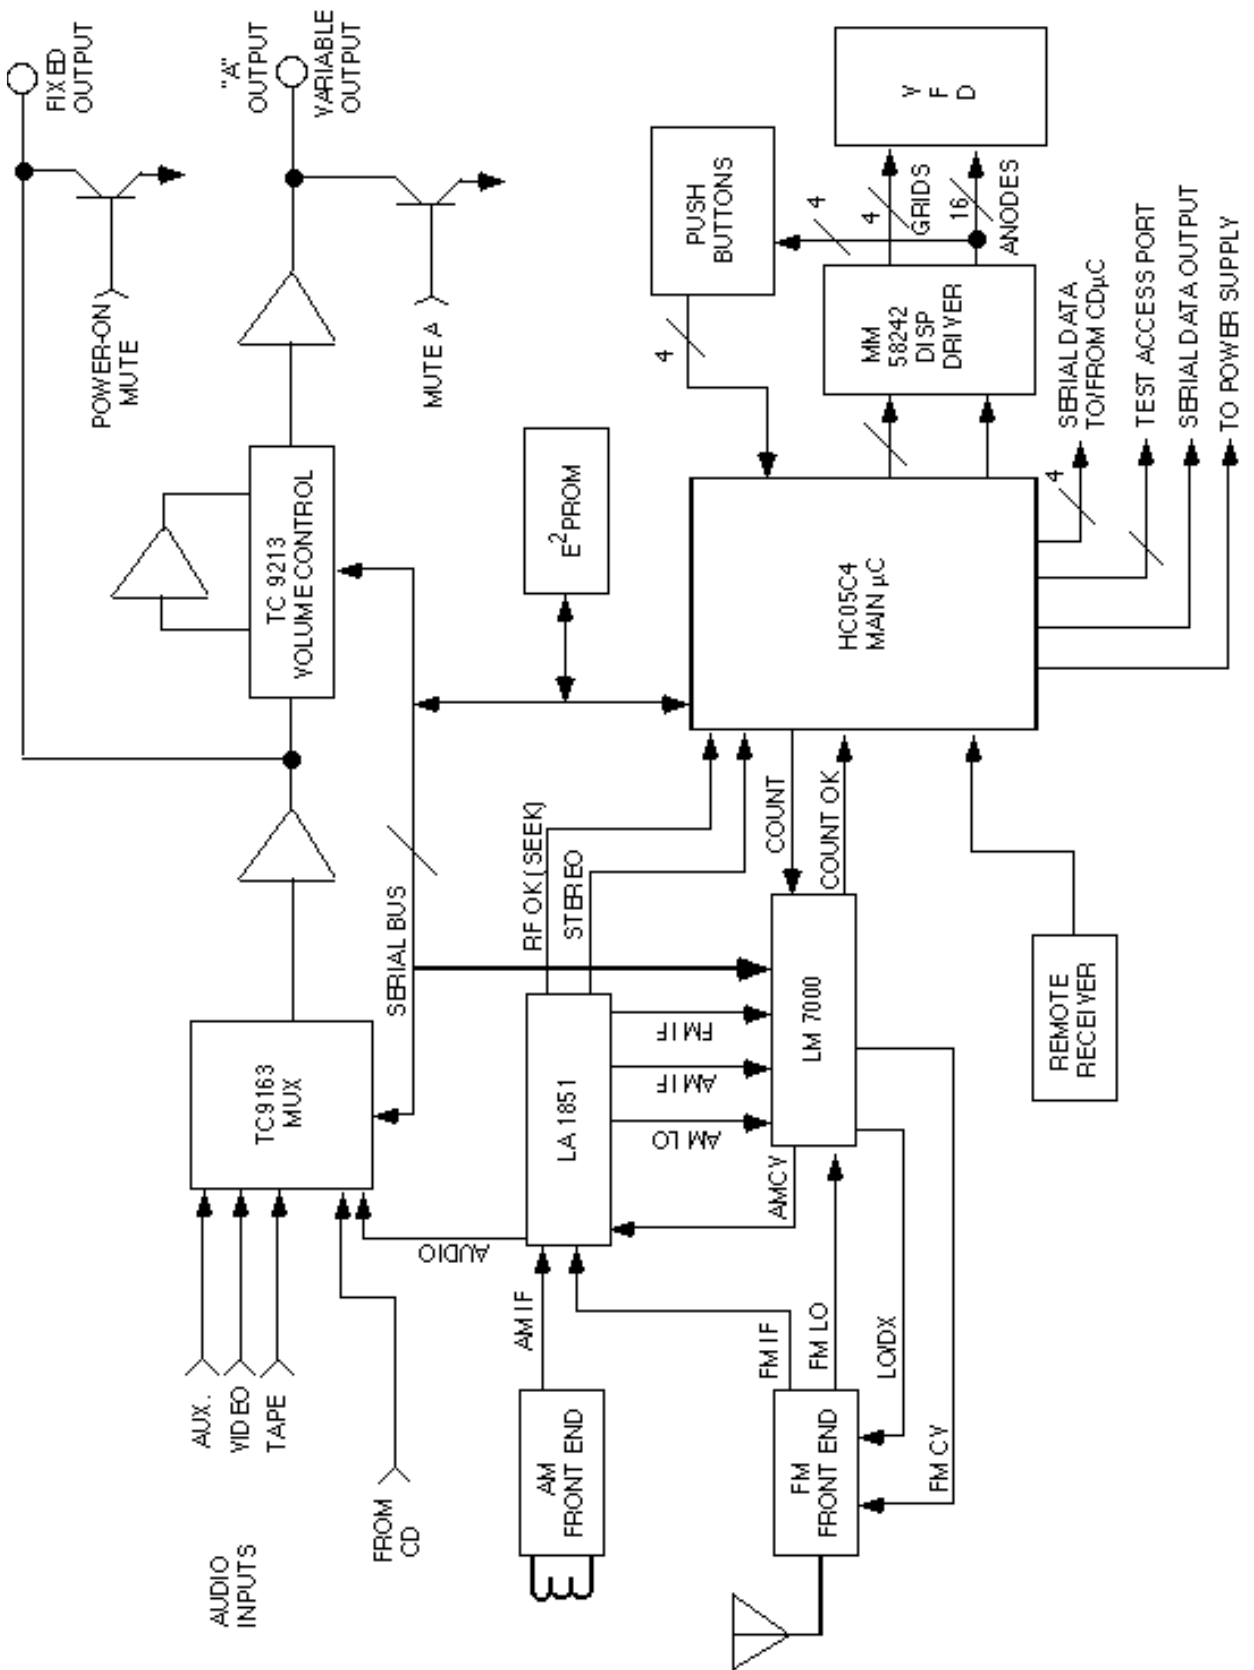 AUDIO
INPUTS
AUX.
VIDEO
TAPE
FROM
CD
TC9163
MUX
AUDIO
SERIAL BUS
TC 9213
VOLUME CONTROL
POWER-ON
MUTE
FIXED
OUTPUT
"A"
OUTPUT
VARIABLE
OUTPUT
MUTE A
E2PROM
AM
FRONT END
AM IF
LA 1851
RF OK (SEEK)
STEREO
FM IF
AM IF
AM LO
AMCV
FM
FRONT END
FM IF
FM LO
LO/DX
FM CV
LM 7000
COUNT
COUNT OK
REMOTE
RECEIVER
HC05C4
MAIN µC
4
PUSH
BUTTONS
4
4
GRIDS
16
ANODES
MM
58242
DISP
DRIVER
V
F
D
4
SERIAL DATA
TO/FROM CDµC
TEST ACCESS PORT
SERIAL DATA OUTPUT
TO POWER SUPPLY